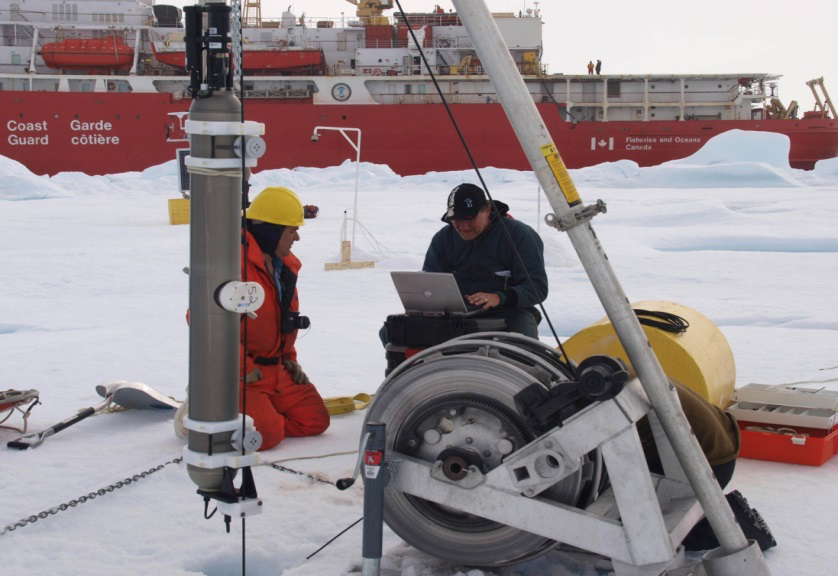 Coast Garde
Guard côtière
Fisheries and Oceans
Canada